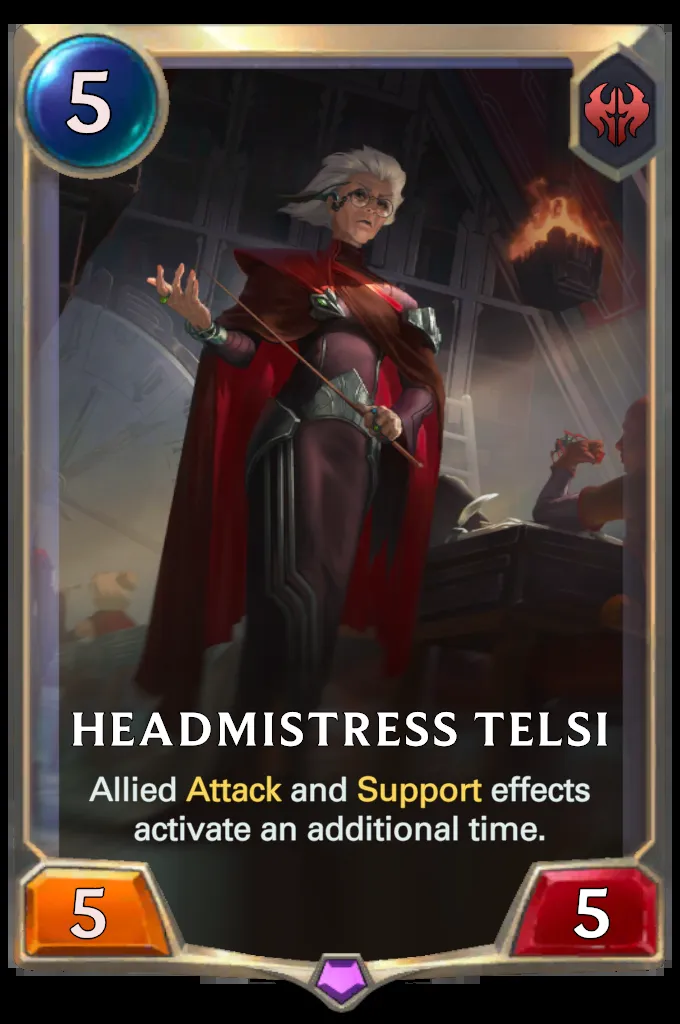 5
HEADMISTRESS TELSI
Allied Attack and Support effects
activate an additional time.
5
5